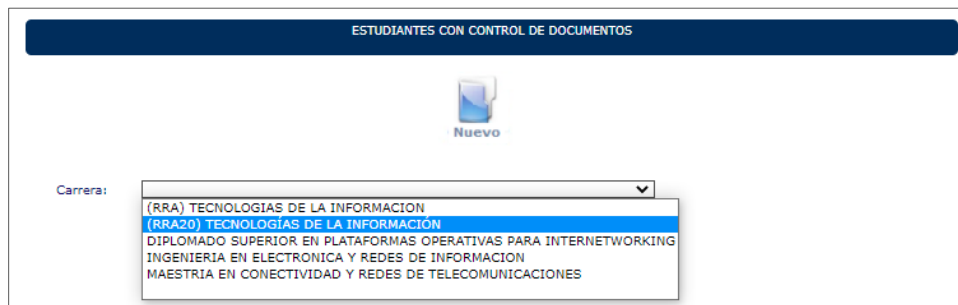 ESTUDIANTES CON CONTROL DE DOCUMENTOS
Nuevo
Carrera:
(RRA) TECNOLOGIAS DE LA INFORMACION
(RRA20) TECNOLOGÍAS DE LA INFORMACIÓN
DIPLOMADO SUPERIOR EN PLATAFORMAS OPERATIVAS PARA INTERNETWORKING
INGENIERIA EN ELECTRONICA Y REDES DE INFORMACION
MAESTRIA EN CONECTIVIDAD Y REDES DE TELECOMUNICACIONES